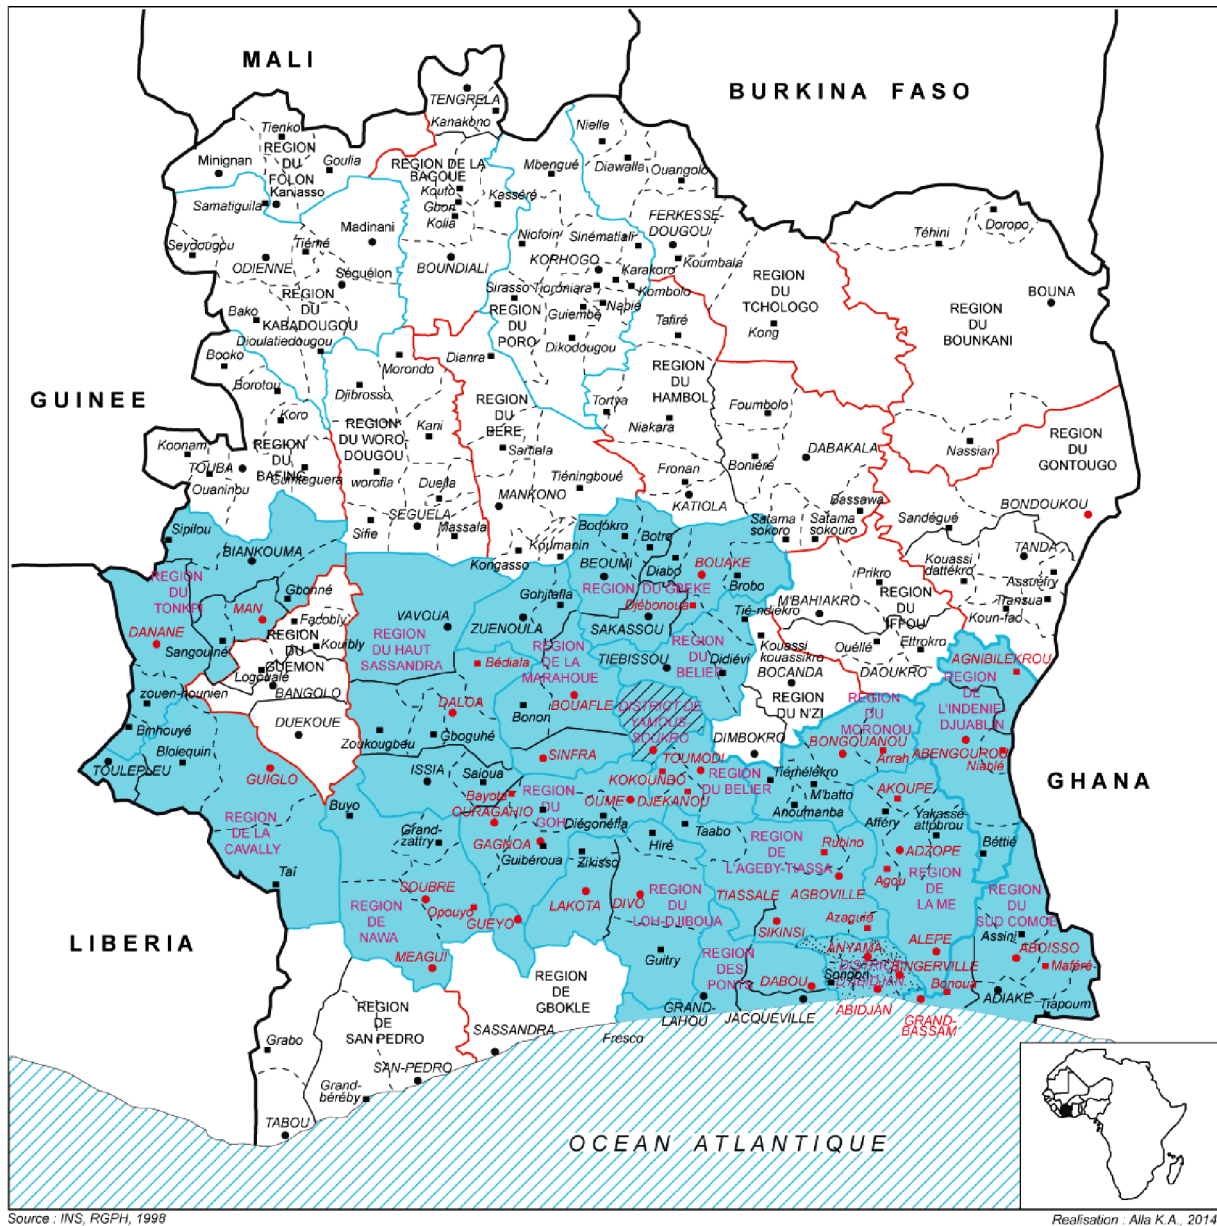 MALI
BURKINA FASO
TENGRELA
Kanakono
Tienko
REGION
DU
FOLON
Minignan
Goulia
Kaniasso
Samatiguila
REGION DE LA
BAGOUE
Kouto
Gbon
Kolia
Kasséré
Mbengué
Nielle
Diawalla
Ouangolo
Téhini
Doropo
Madinani
Seydougou
Tiémé
ODIENNE
Séguélon
BOUNDIALI
Niofoin
Sinématiali
KORHOGO
FERKESSE-
DOUGOU
Koumbala
Karakoro
Kombolo
Sirasso
Tioroniara
Napié
Guiembé
REGION
DU
PORO
Dikodougou
Tafiré
REGION
DU
TCHOLOGO
Kong
BOUNA
REGION
DU
BOUNKANI
REGION
DU
KABADOUGOU
Bako
Dioulatiedougou
Booko
Borotou
Morondo
Dianra
Djibrosso
REGION
DU
HAMBOL
GUINEE
Koro
REGION
DU WORO-
DOUGOU
Kani
REGION
DU
BERE
Tortiya
Niakara
Foumbolo
DABAKALA
Nassian
REGION
DU
GONTOUGO
Koonam
TOUBA
Ouaninou
REGION
DU
BAFING
worofla
Sarhala
Tiéningboué
Fronan
Boniéré
KATIOLA
Duella
MANKONO
SEGUELA
Sifie
Massala
Bassawa
Satama
sokoro
Satama
sokouro
Sandégué
BONDOUKOU
Sipilou
BIANKOUMA
Bodokro
Botro
Koumanin
Kongasso
BEOUMI
Diabo
BOUAKE
Brobo
Kouassi
dattékro
TANDA
Transua
Koun-fao
REGION
DU
TONKPI
Gbonné
MAN
Facobly
REGION DU GBEKE
Djébonoua
Gohitafla
ZUENOULA
SAKASSOU
VAVOUA
Prikro
M'BAHIAKRO
REGION
DU
IFFOU
Tié-ndiékro
DANANE
Sangouiné
REGION
DU
GUEMON
Kouibly
Logoualé
BANGOLO
REGION
DU HAUT
SASSANDRA
Bédiala
REGION
DE LA
MARAHOUE
TIEBISSOU
REGION
DU
BELIER
Didiévi
Kouassi
kouassikro
BOCANDA
Ouéllé
Ettrokro
DAOUKRO
AGNIBILEKROU
zouen-hounien
BOUAFLE
DALOA
Bonon
DISTRICT DE
YAMOUS-
SOUKRO
REGION
DU N'ZI
DIMBOKRO
REGION
DU
MORONOU
REGION
DE
L'INDENIE-
DJUABLIN
Blolequin
DUEKOUE
Zoukougbeu
Gboguhé
SINFRA
TOUMODI
BONGOUANOU
Arrah
ABENGOUROU
Niablé
TOULEPLEU
GUIGLO
ISSIA
Saioua
KOKOUNBO
REGION
DU BELIER
Tiémélékro
M'batto
Anoumanba
AKOUPE
GHANA
Bayota
OURAGAHIO
REGION
DU
GOH
OUME
DJEKANOU
REGION
DE LA
CAVALLY
Buyo
Grand-
zattry
GAGNOA
Guibéroua
Diégonéfla
Hiré
Taabo
Afféry
Yakassé
attobrou
Béttié
Zikisso
REGION
DE
L'AGEBY-TIASSA
Rubino
ADZOPE
Agou
Taï
SOUBRE
Opouyo
GUEYO
LAKOTA
DIVO
REGION
DU
LOH-DJIBOUA
TIASSALE
AGBOVILLE
REGION
DE
LA ME
REGION
DU
SUD COMOE
LIBERIA
REGION
DE
NAWA
MEAGUI
SIKINSI
Azaguié
Guitry
REGION
DES
PONTS
ANYAMA
DISTRICT
D'ABIDJAN
Songon
BINGERVILLE
ALEPE
Assini
ABOISSO
Maféré
REGION
DE
GBOKLE
DABOU
Bonoua
ADIAKE
REGION
DE
SAN PEDRO
GRAND-
LAHOU
JACQUEVILLE
ABIDJAN
GRAND-
BASSAM
Grabo
SASSANDRA
Fresco
SAN-PEDRO
Grand-
béréby
TABOU
OCEAN ATLANTIQUE
Source : INS, RGPH, 1998
Realisation : Alla K.A., 2014